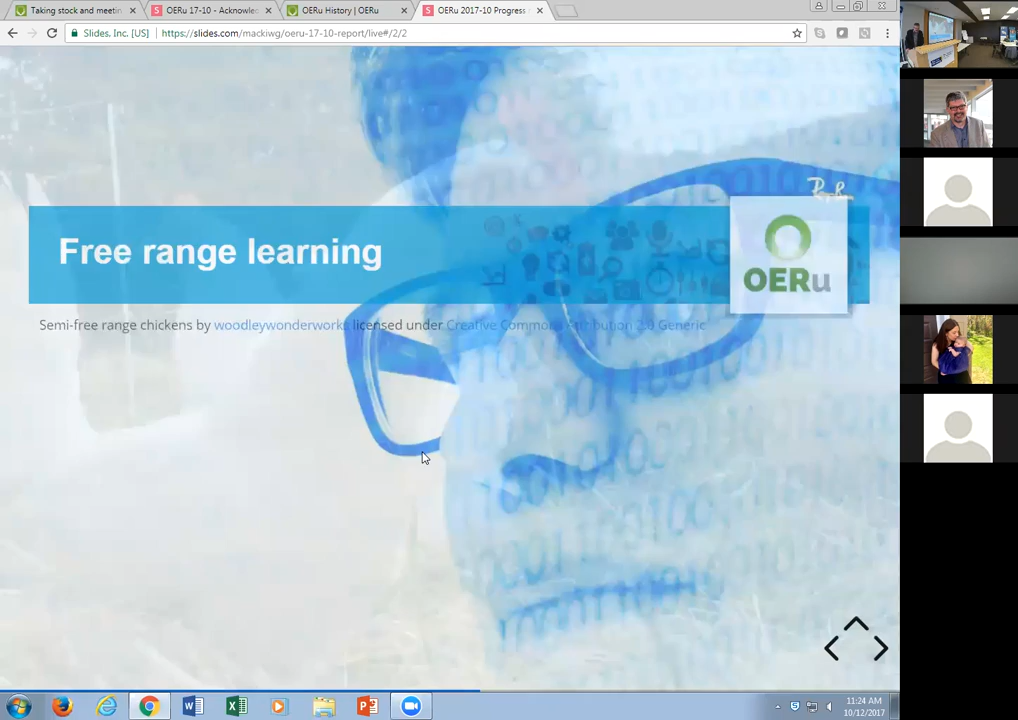 Taking stock and meetin
OERu 17-10 - Acknowle
OERu History | OERu
OERu 2017-10 Progress
Slides, Inc. [US]
https://slides.com/mackiwg/oeru-17-10-report/live#/2/2
Free range learning
OERu
Semi-free range chickens by woodleywonderworks licensed under Creative Commons Attribution 2.0 Generic
11:24 AM
10/12/2017